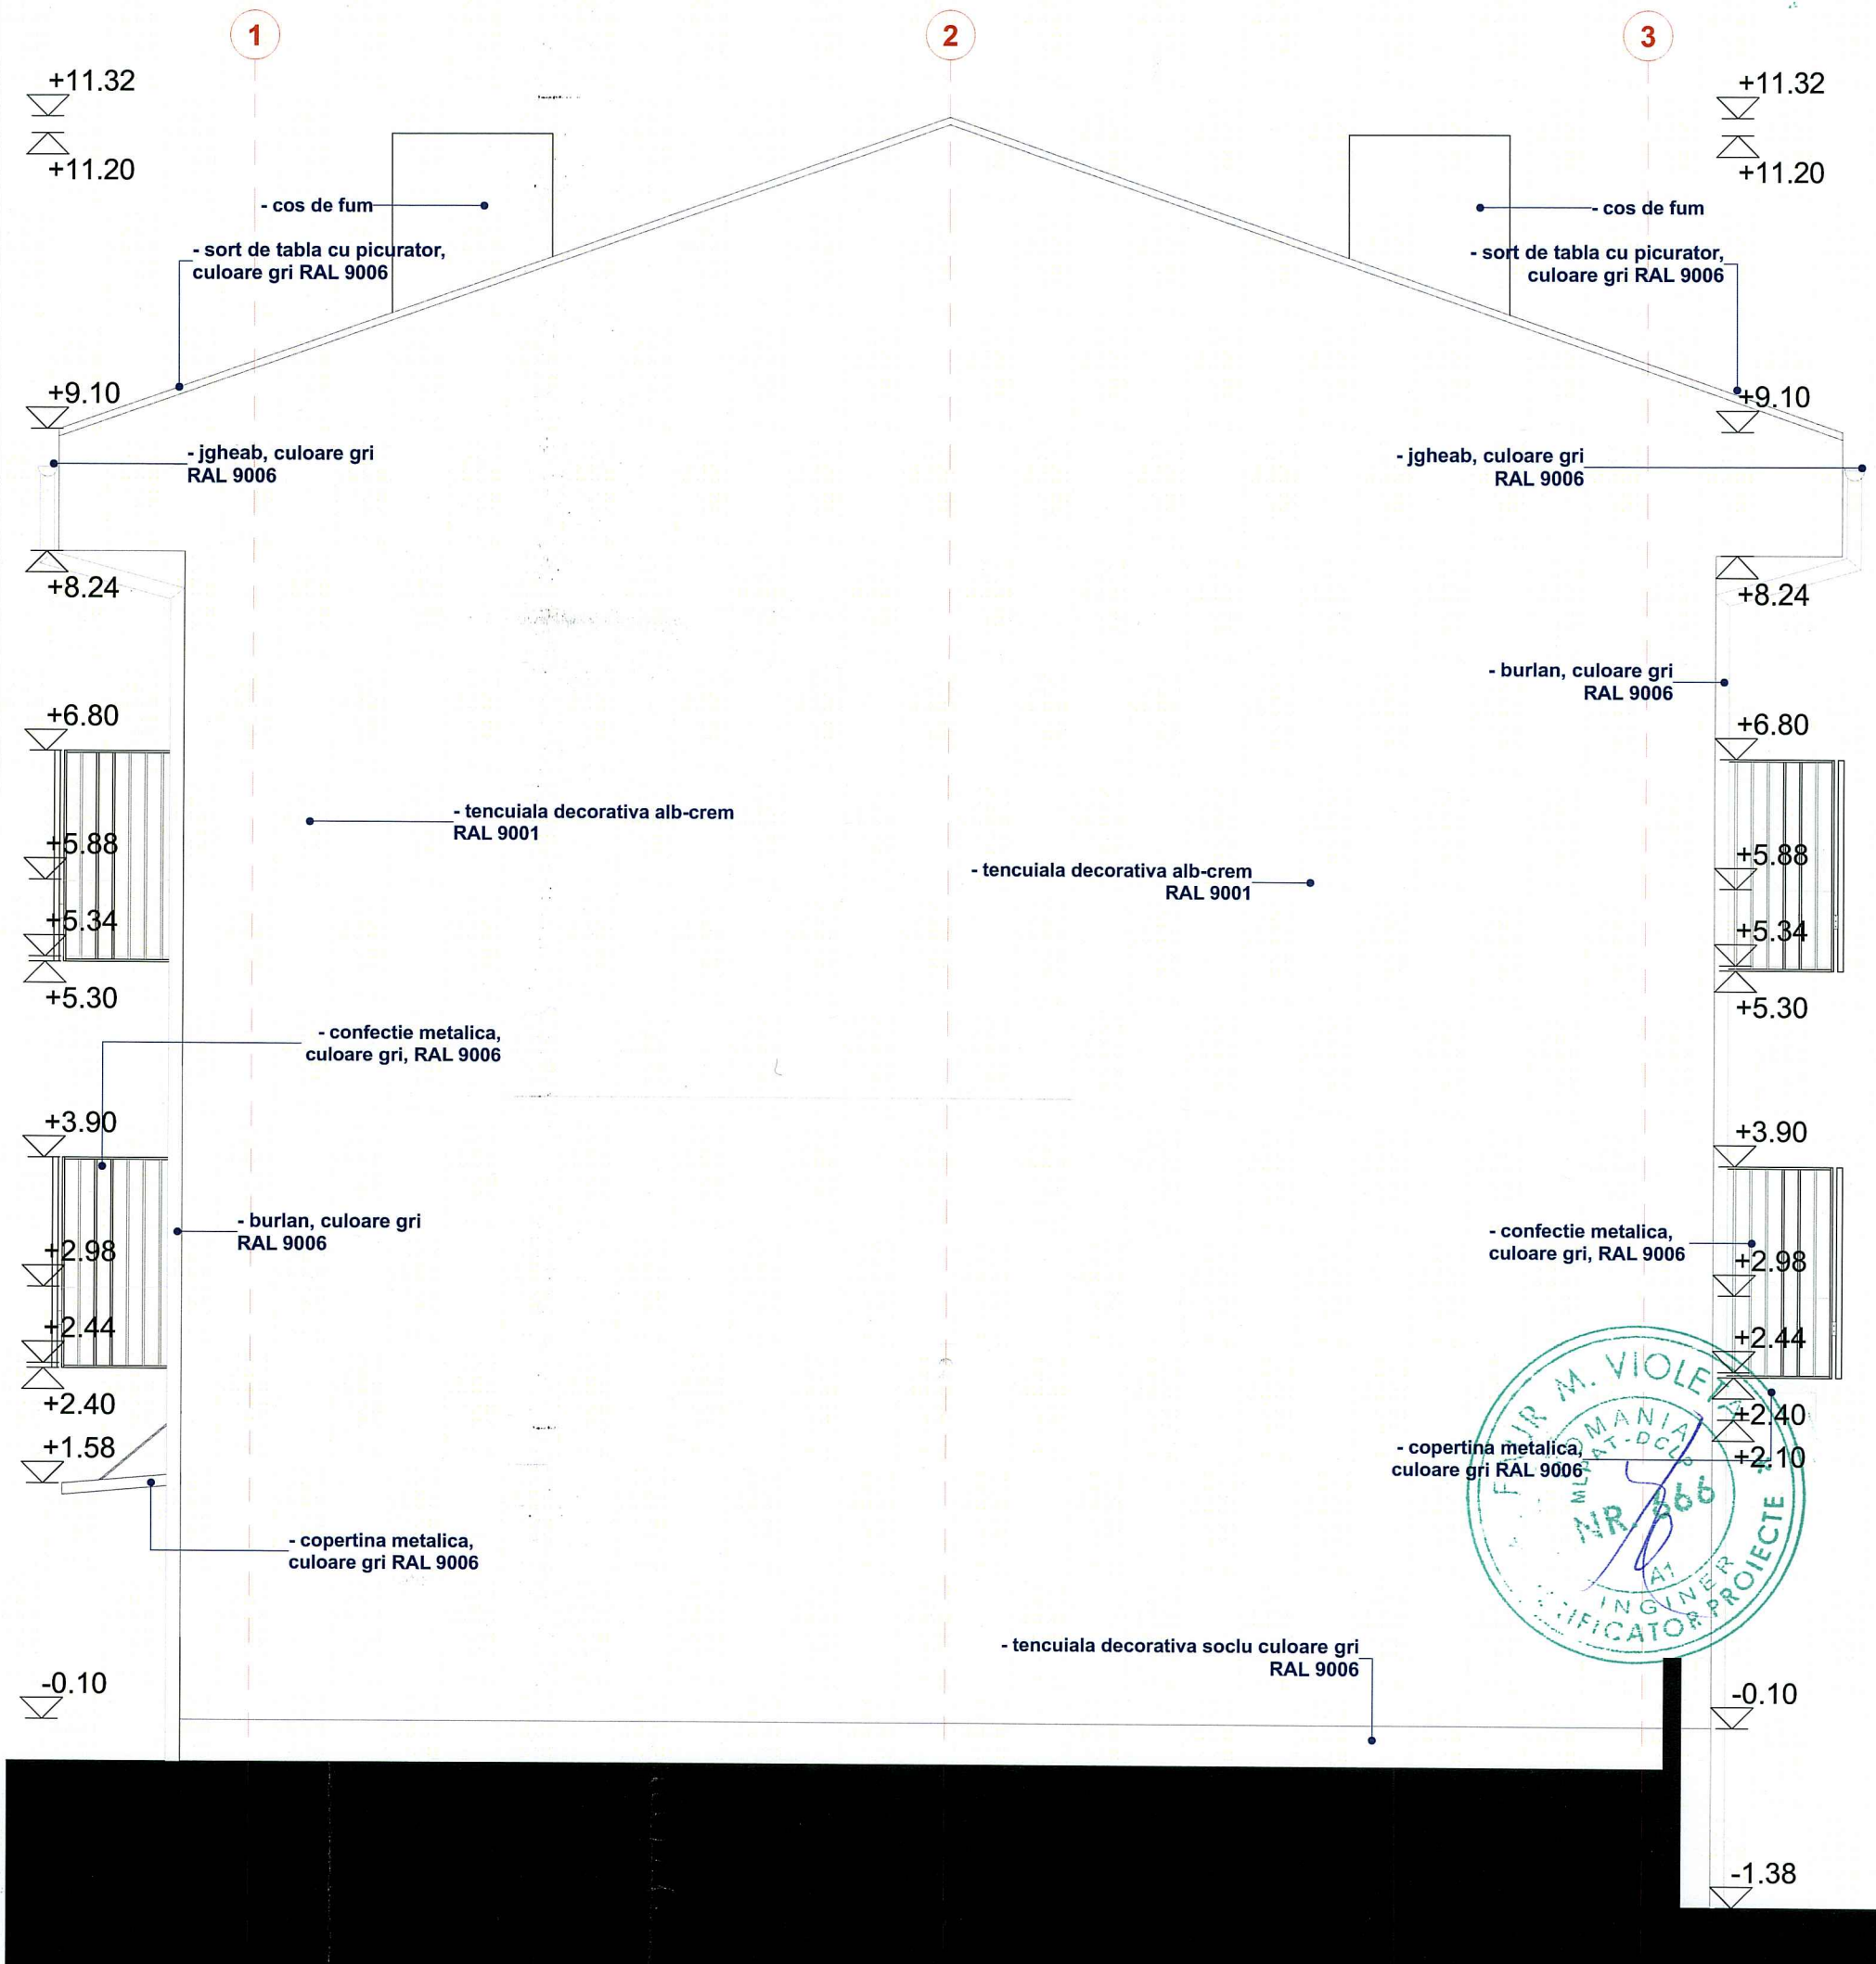 1
2
3
+11.32
+11.20
+11.32
+11.20
- cos de fum
- cos de fum
- sort de tabla cu picurator,
culoare gri RAL 9006
- sort de tabla cu picurator,
culoare gri RAL 9006
+9.10
+9.10
- jgheab, culoare gri
RAL 9006
- jgheab, culoare gri
RAL 9006
+8.24
+8.24
- burlan, culoare gri
RAL 9006
+6.80
+6.80
- tencuiala decorativa alb-crem
RAL 9001
+5.88
+5.88
- tencuiala decorativa alb-crem
RAL 9001
+5.34
+5.34
+5.30
+5.30
- confectie metalica,
culoare gri, RAL 9006
+3.90
+3.90
- burlan, culoare gri
RAL 9006
- confectie metalica,
culoare gri, RAL 9006
+2.98
+2.98
+2.44
+2.44
+2.40
+2.40
+1.58
- copertina metalica,
culoare gri RAL 9006
+2.10
- copertina metalica,
culoare gri RAL 9006
M. VIOLETA
ROMANIA
NR.
A1
INGINER
PROIECTE
- tencuiala decorativa soclu culoare gri
RAL 9006
-0.10
-0.10
-1.38